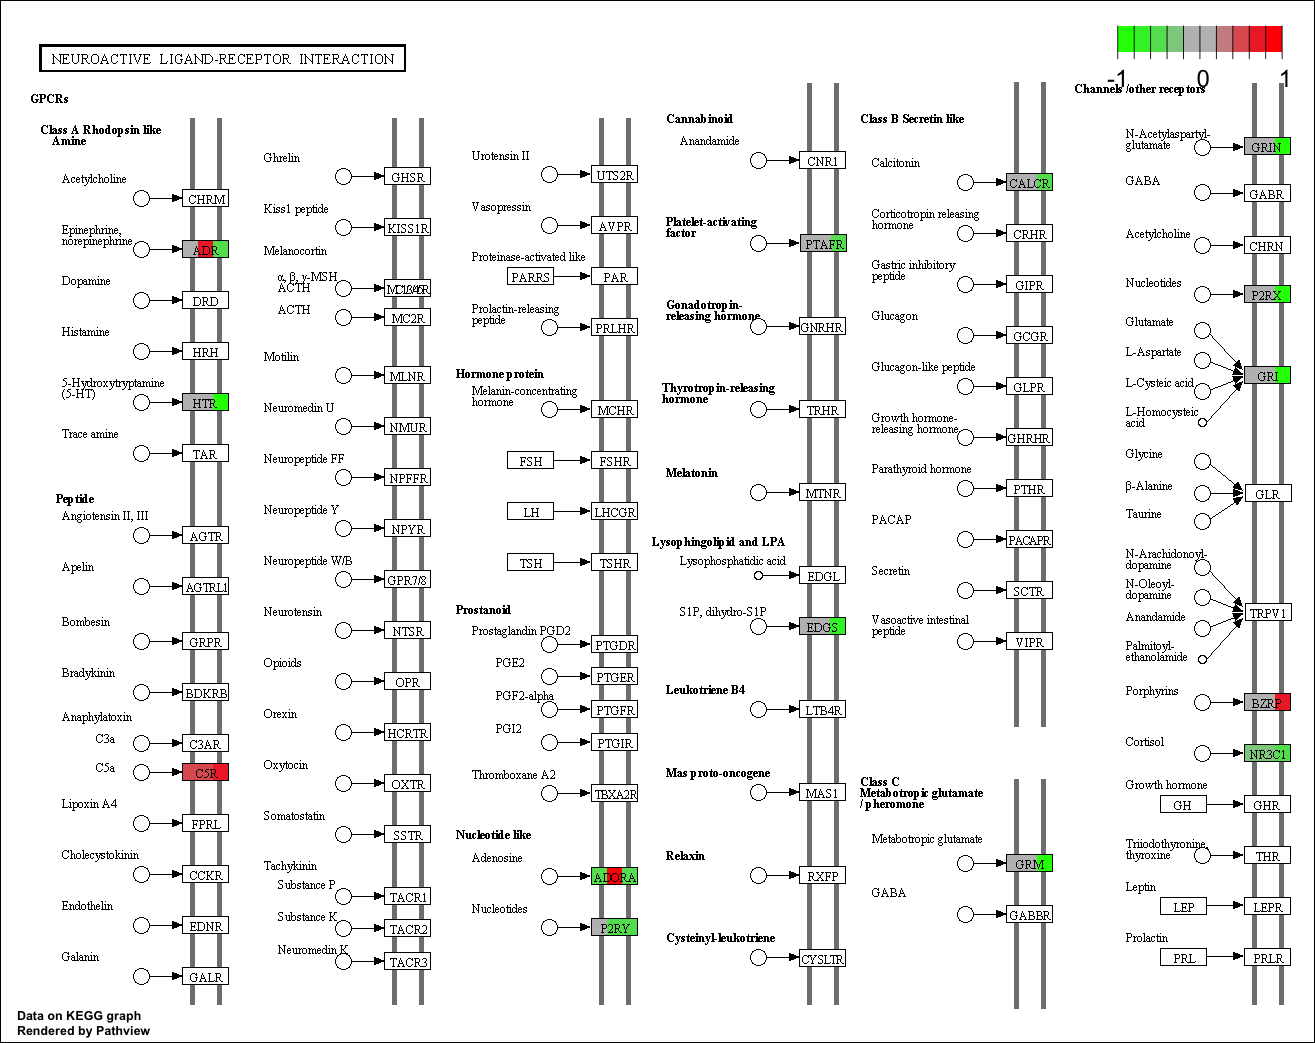 NEUROACTIVE LIGAND-RECEPTOR INTERACTION
-1 0 1
GPCRs
Class A Rhodopsin like
Amine
Acetylcholine
CHRM
Epinephrine,
norepinephrine
ADR
Dopamine
DRD
Histamine
HRH
5-Hydroxytryptamine
(5-HT)
HTR
Trace amine
TAR
Peptide
Angiotensin II, III
AGTR
Apelin
AGTRL1
Bombesin
GRPR
Bradykinin
BDKRB
Anaphylatoxin
C3a
C3AR
C5a
C5R
Lipoxin A4
FPRL
Cholecystokinin
CCKR
Endothelin
EDNR
Galanin
GALR
Ghrelin
GHSR
Kiss1 peptide
KISS1R
Melanocortin
α, β, γ-MSH
ACTH
ACTH
MC2R
Motilin
MLNR
Neuromedin U
NMUR
Neuropeptide FF
NPFFR
Neuropeptide Y
NPYR
Neuropeptide W/B
GPR7/8
Neurotensin
NTSR
Opioids
OPR
Orexin
HCRTR
Oxytocin
OXTR
Somatostatin
SSTR
Tachykinin
Substance P
TACR1
Substance K
TACR2
Neuromedin K
TACR3
Urotensin II
UTS2R
Vasopressin
AVPR
Proteinase-activated like
PARRS
PAR
Prolactin-releasing
peptide
PRLHR
Hormone protein
Melanin-concentrating
hormone
MCHR
FSH
FSHR
LH
LHCGR
TSH
TSHR
Prostanoid
Prostaglandin PGD2
PTGDR
PGE2
PTGER
PGF2-alpha
PTGFR
PGI2
PTGIR
Thromboxane A2
TBXA2R
Nucleotide like
Adenosine
ADORA
Nucleotides
P2RY
Cannabinoid
Anandamide
CNR1
Platelet-activating
factor
PTAFR
Gonadotropin-
releasing hormone
GNRHR
Thyrotropin-releasing
hormone
TRHR
Melatonin
MTNR
Lysophingolipid and LPA
Lysophosphatidic acid
EDGL
S1P, dihydro-S1P
EDGS
Leukotriene B4
LTB4R
Mas proto-oncogene
MAS1
Relaxin
RXFP
Cysteinyl-leukotriene
CYSLTR
Class B Secretin like
Calcitonin
CALCR
Corticotropin releasing
hormone
CRHR
Gastric inhibitory
peptide
GIPR
Glucagon
GCGR
Glucagon-like peptide
GLPR
Growth hormone-
releasing hormone
GHRHR
Parathyroid hormone
PTHR
PACAP
PACAPR
Secretin
SCTR
Vasoactive intestinal
peptide
VIPR
Class C
Metabotropic glutamate
/ pheromone
Metabotropic glutamate
GRM
GABA
GABBR
Channels /other receptors
N-Acetylaspartyl-
glutamate
GRIN
GABA
GABR
Acetylcholine
CHRN
Nucleotides
P2RX
Glutamate
L-Aspartate
GRI
L-Cysteic acid
L-Homocysteic
acid
Glycine
β-Alanine
GLR
Taurine
N-Arachidonoyl-
dopamine
N-Oleoyl-
dopamine
TRPV1
Anandamide
Palmitoyl-
ethanolamide
Porphyrins
BZRP
Cortisol
NR3C1
Growth hormone
GH
GHR
Triiodothyronine
thyroxine
THR
Leptin
LEP
LEPR
Prolactin
PRL
PRLR
Data on KEGG graph
Rendered by Pathview